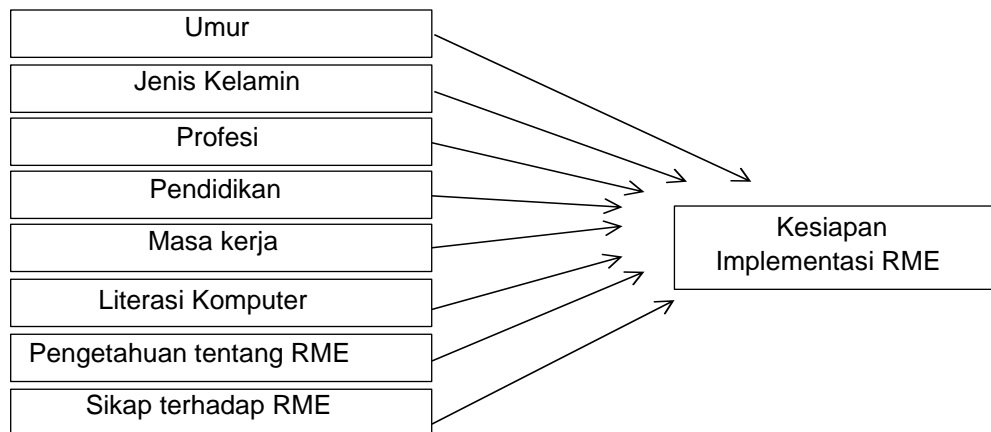 Umur
Jenis Kelamin
Profesi
Pendidikan
Masa kerja
Literasi Komputer
Pengetahuan tentang RME
Sikap terhadap RME
Kesiapan
Implementasi RME